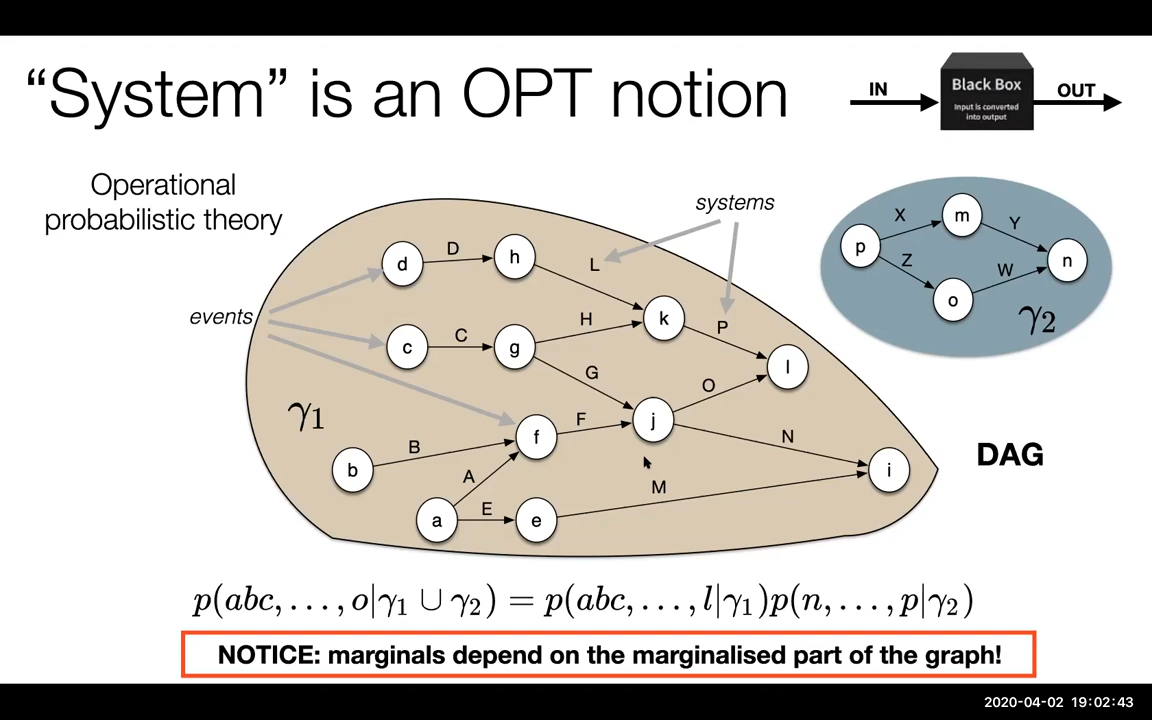 “System” is an OPT notion
IN
Black Box
Input is converted
into output
OUT
Operational
probabilistic theory
systems
events
d
D
h
L
c
C
g
H
k
P
G
l
O
γ₁
b
B
f
F
j
N
A
a
E
e
M
i
p
X
m
Y
Z
W
n
o
γ₂
DAG
p(abc, . . . , o|γ₁ ∪ γ₂) = p(abc, . . . , l|γ₁)p(n, . . . , p|γ₂)
NOTICE: marginals depend on the marginalised part of the graph!
2020-04-02 19:02:43